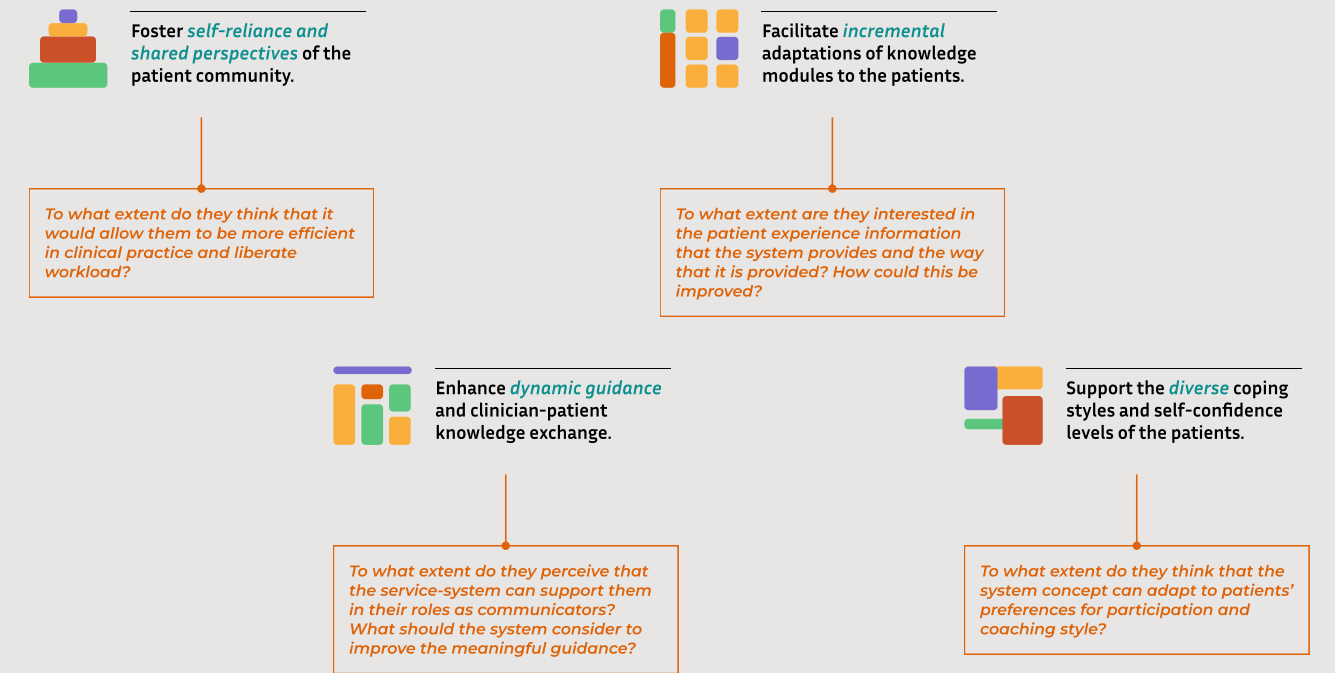 Foster self-reliance and
shared perspectives of the
patient community.
To what extent do they think that it
would allow them to be more efficient
in clinical practice and liberate
workload?
Facilitate incremental
adaptations of knowledge
modules to the patients.
To what extent are they interested in
the patient experience information
that the system provides and the way
that it is provided? How could this be
improved?
Enhance dynamic guidance
and clinician-patient
knowledge exchange.
To what extent do they perceive that
the service-system can support them
in their roles as communicators?
What should the system consider to
improve the meaningful guidance?
Support the diverse coping
styles and self-confidence
levels of the patients.
To what extent do they think that the
system concept can adapt to patients’
preferences for participation and
coaching style?